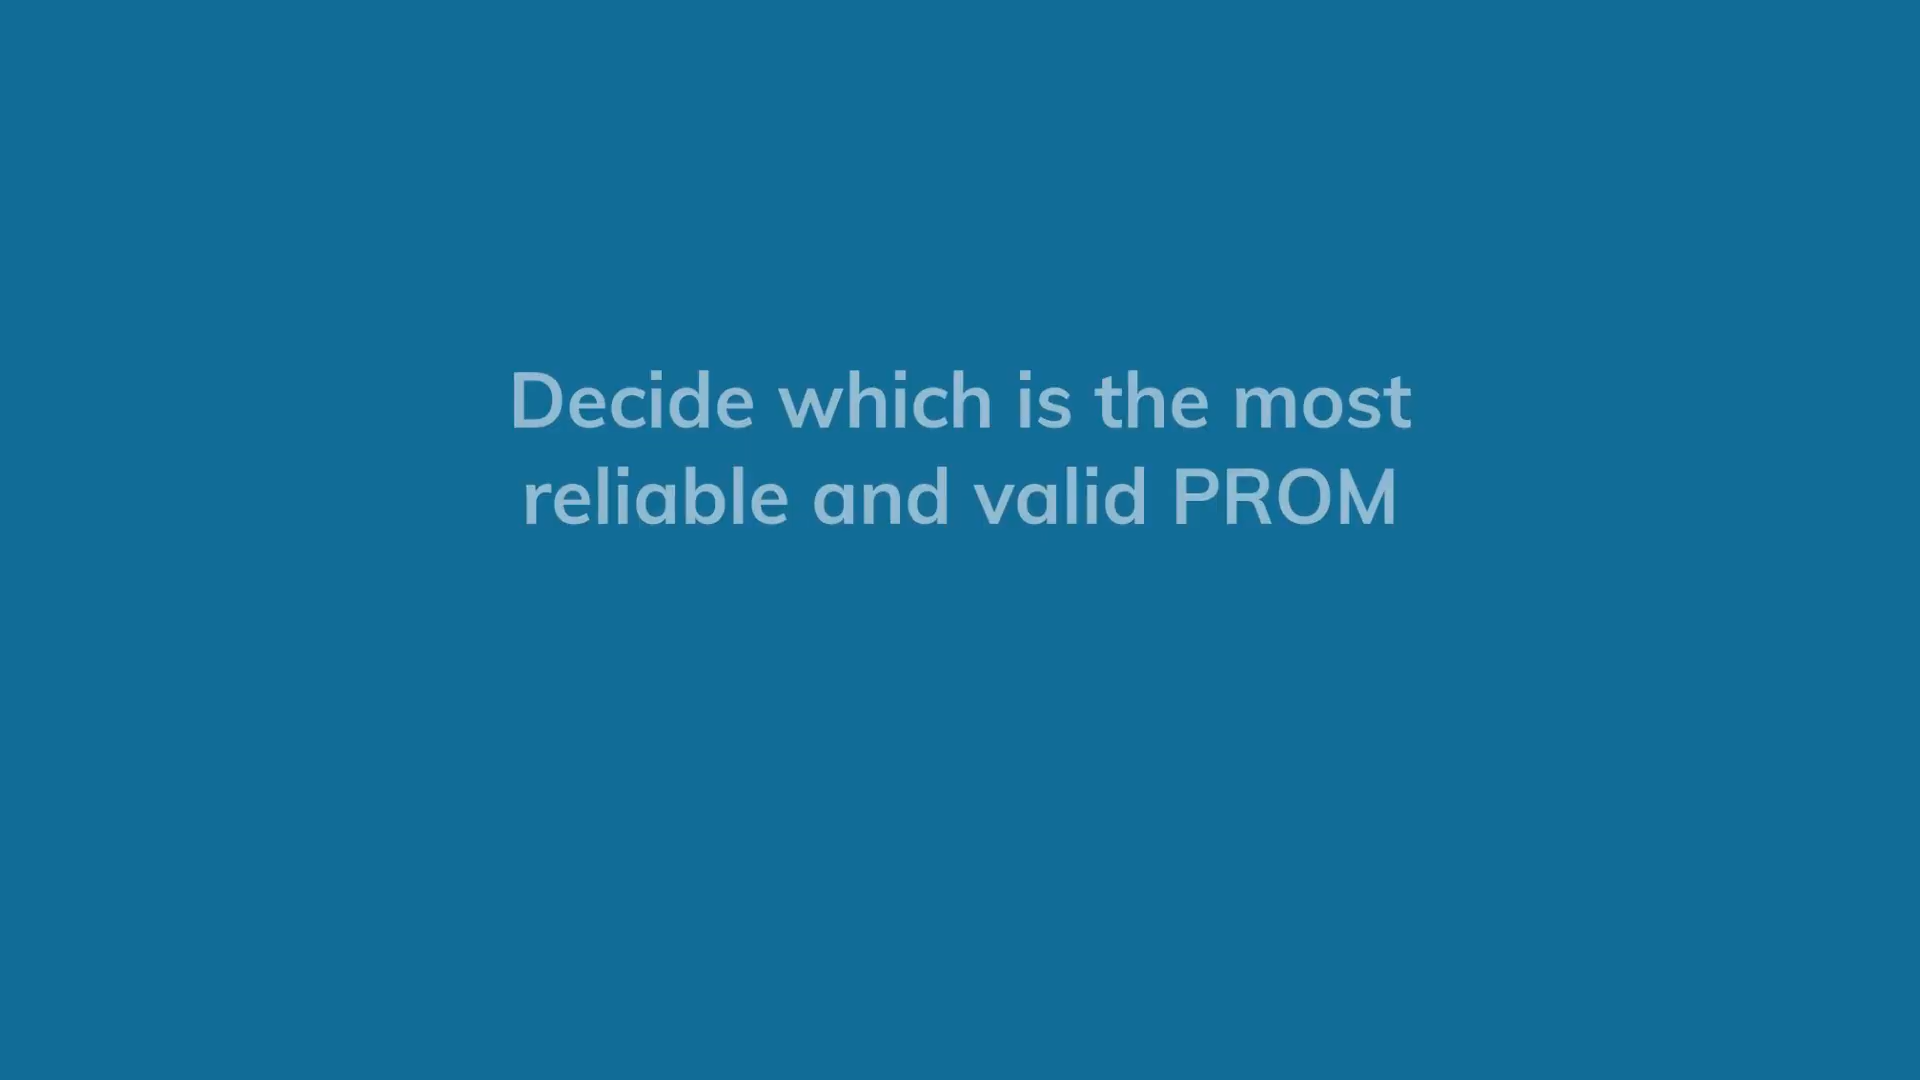 Decide which is the most
reliable and valid PROM